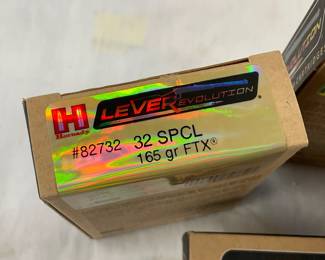 H
Hornady
LEVERevolution
#82732 32 SPCL
165 gr FTX®